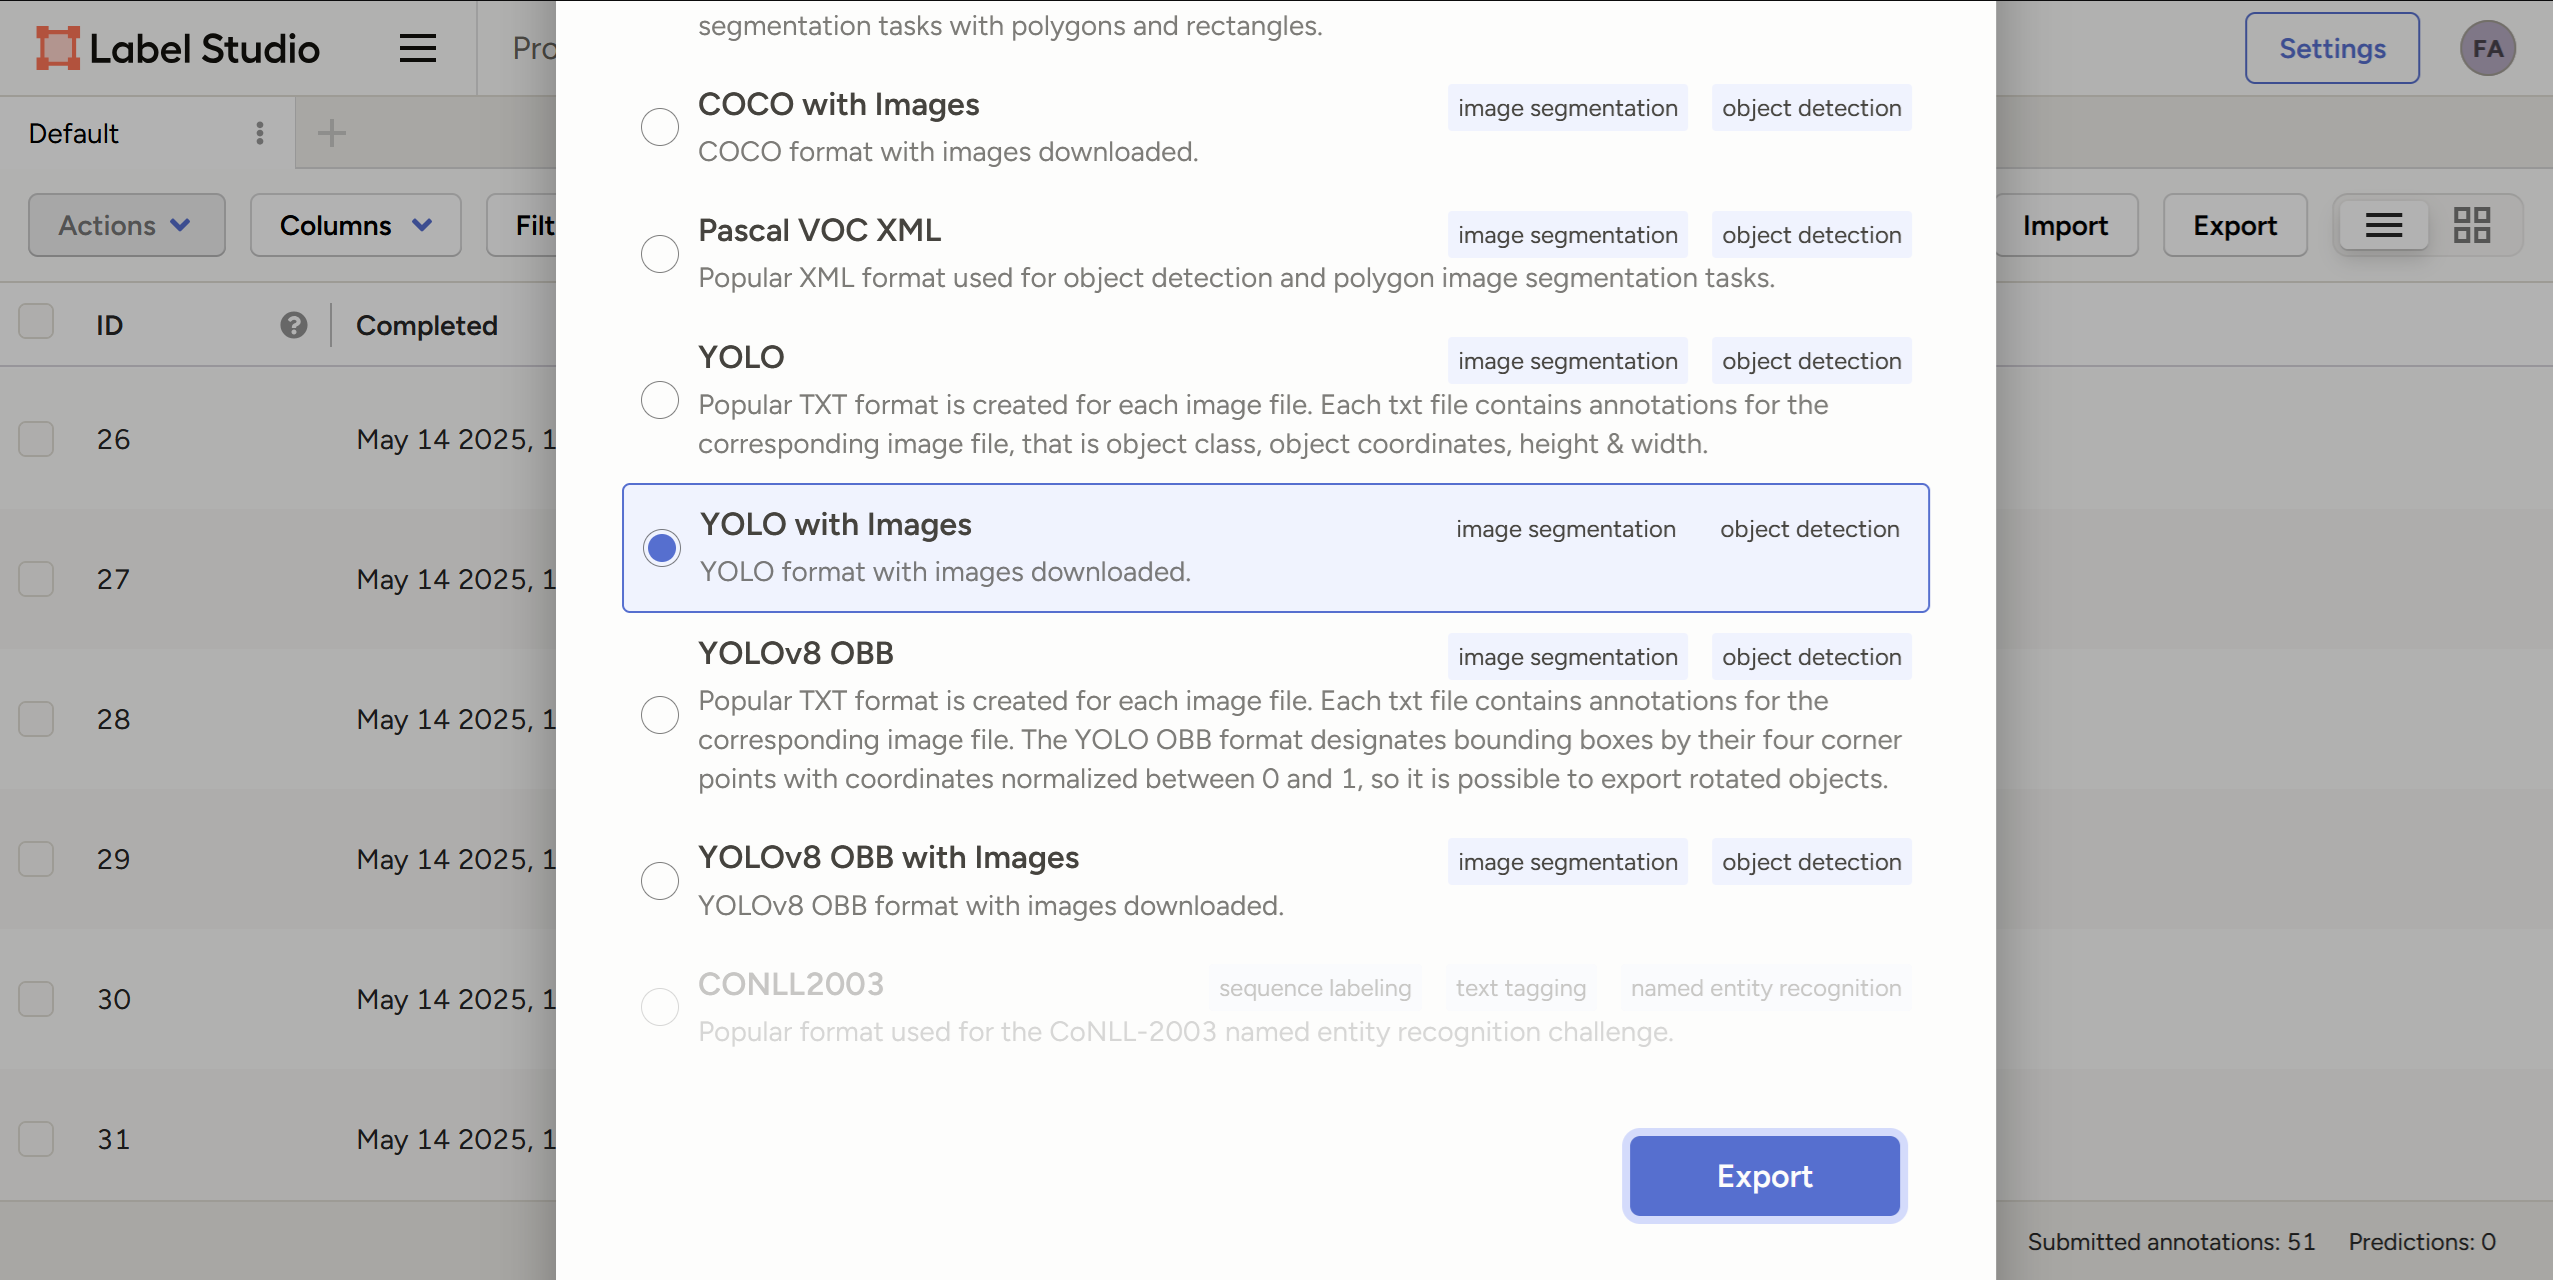 segmentation tasks with polygons and rectangles.
Label Studio
Pro
Settings
FA
COCO with Images
image segmentation
object detection
COCO format with images downloaded.
Default
Actions
Columns
Filt
Import
Export
Pascal VOC XML
image segmentation
object detection
Popular XML format used for object detection and polygon image segmentation tasks.
ID
?
Completed
YOLO
image segmentation
object detection
Popular TXT format is created for each image file. Each txt file contains annotations for the
corresponding image file, that is object class, object coordinates, height & width.
26
May 14 2025, 1
YOLO with Images
image segmentation
object detection
YOLO format with images downloaded.
27
May 14 2025, 1
YOLOv8 OBB
image segmentation
object detection
Popular TXT format is created for each image file. Each txt file contains annotations for the
corresponding image file. The YOLO OBB format designates bounding boxes by their four corner
points with coordinates normalized between 0 and 1, so it is possible to export rotated objects.
28
May 14 2025, 1
YOLOv8 OBB with Images
image segmentation
object detection
YOLOv8 OBB format with images downloaded.
29
May 14 2025, 1
CONLL2003
sequence labeling
text tagging
named entity recognition
Popular format used for the CoNLL-2003 named entity recognition challenge.
30
May 14 2025, 1
31
May 14 2025, 1
Export
Submitted annotations: 51
Predictions: 0